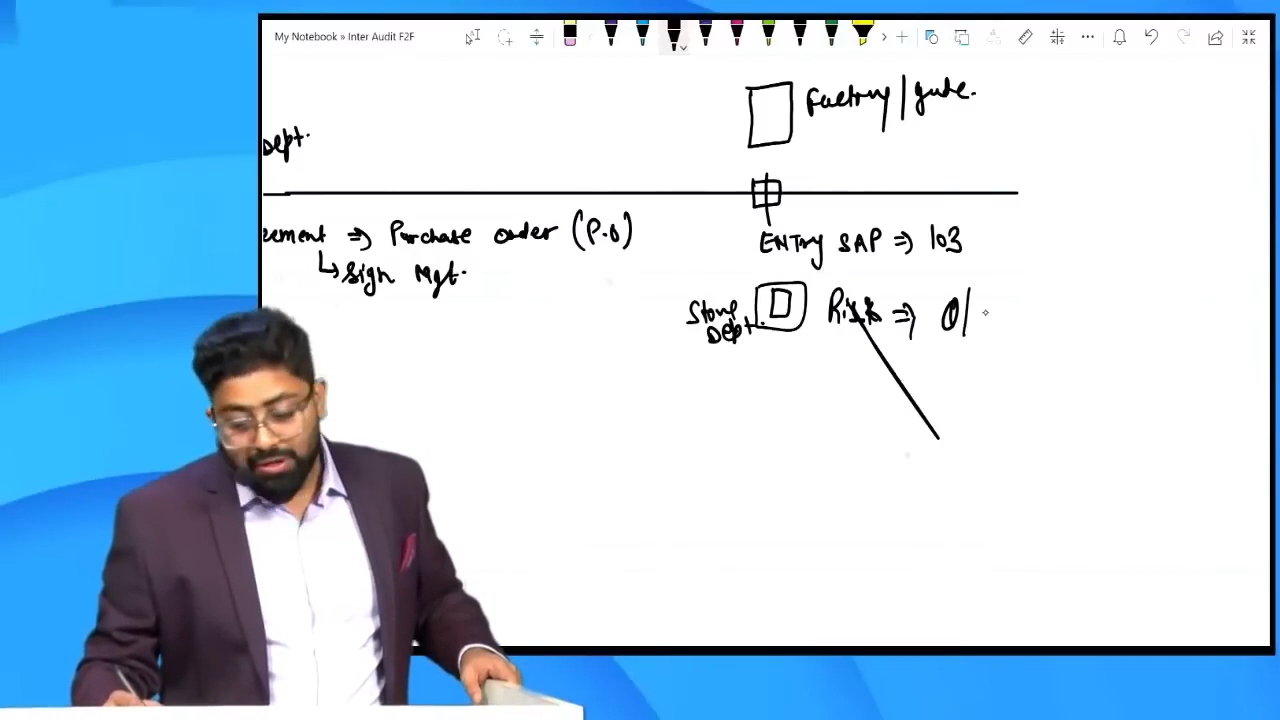 My Notebook » Inter Audit F2F
Factory/gate.
Dept.
ement => Purchase order (P.O)
Sign Mgt.
ENTry SAP => 103
Store Dept.
D
Risk => 0/